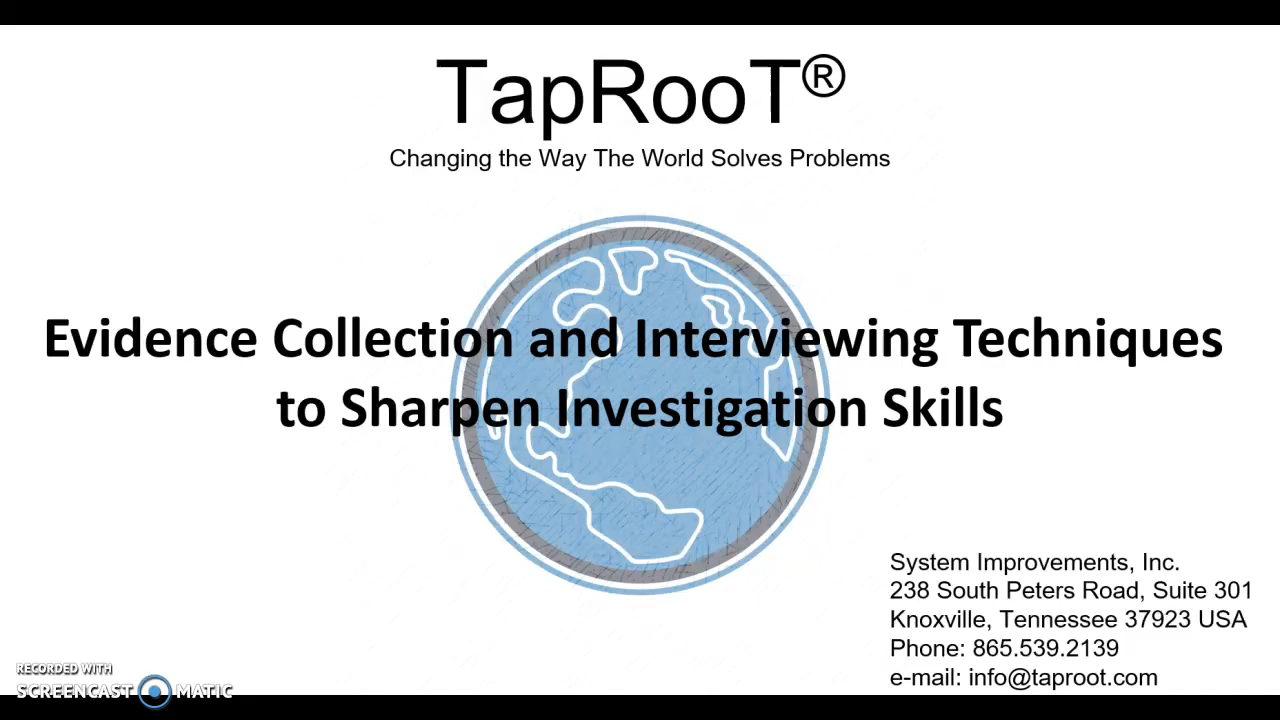 TapRooT®
Changing the Way The World Solves Problems
Evidence Collection and Interviewing Techniques
to Sharpen Investigation Skills
System Improvements, Inc.
238 South Peters Road, Suite 301
Knoxville, Tennessee 37923 USA
Phone: 865.539.2139
e-mail: info@taproot.com
RECORDED WITH
SCREENCAST MATIC